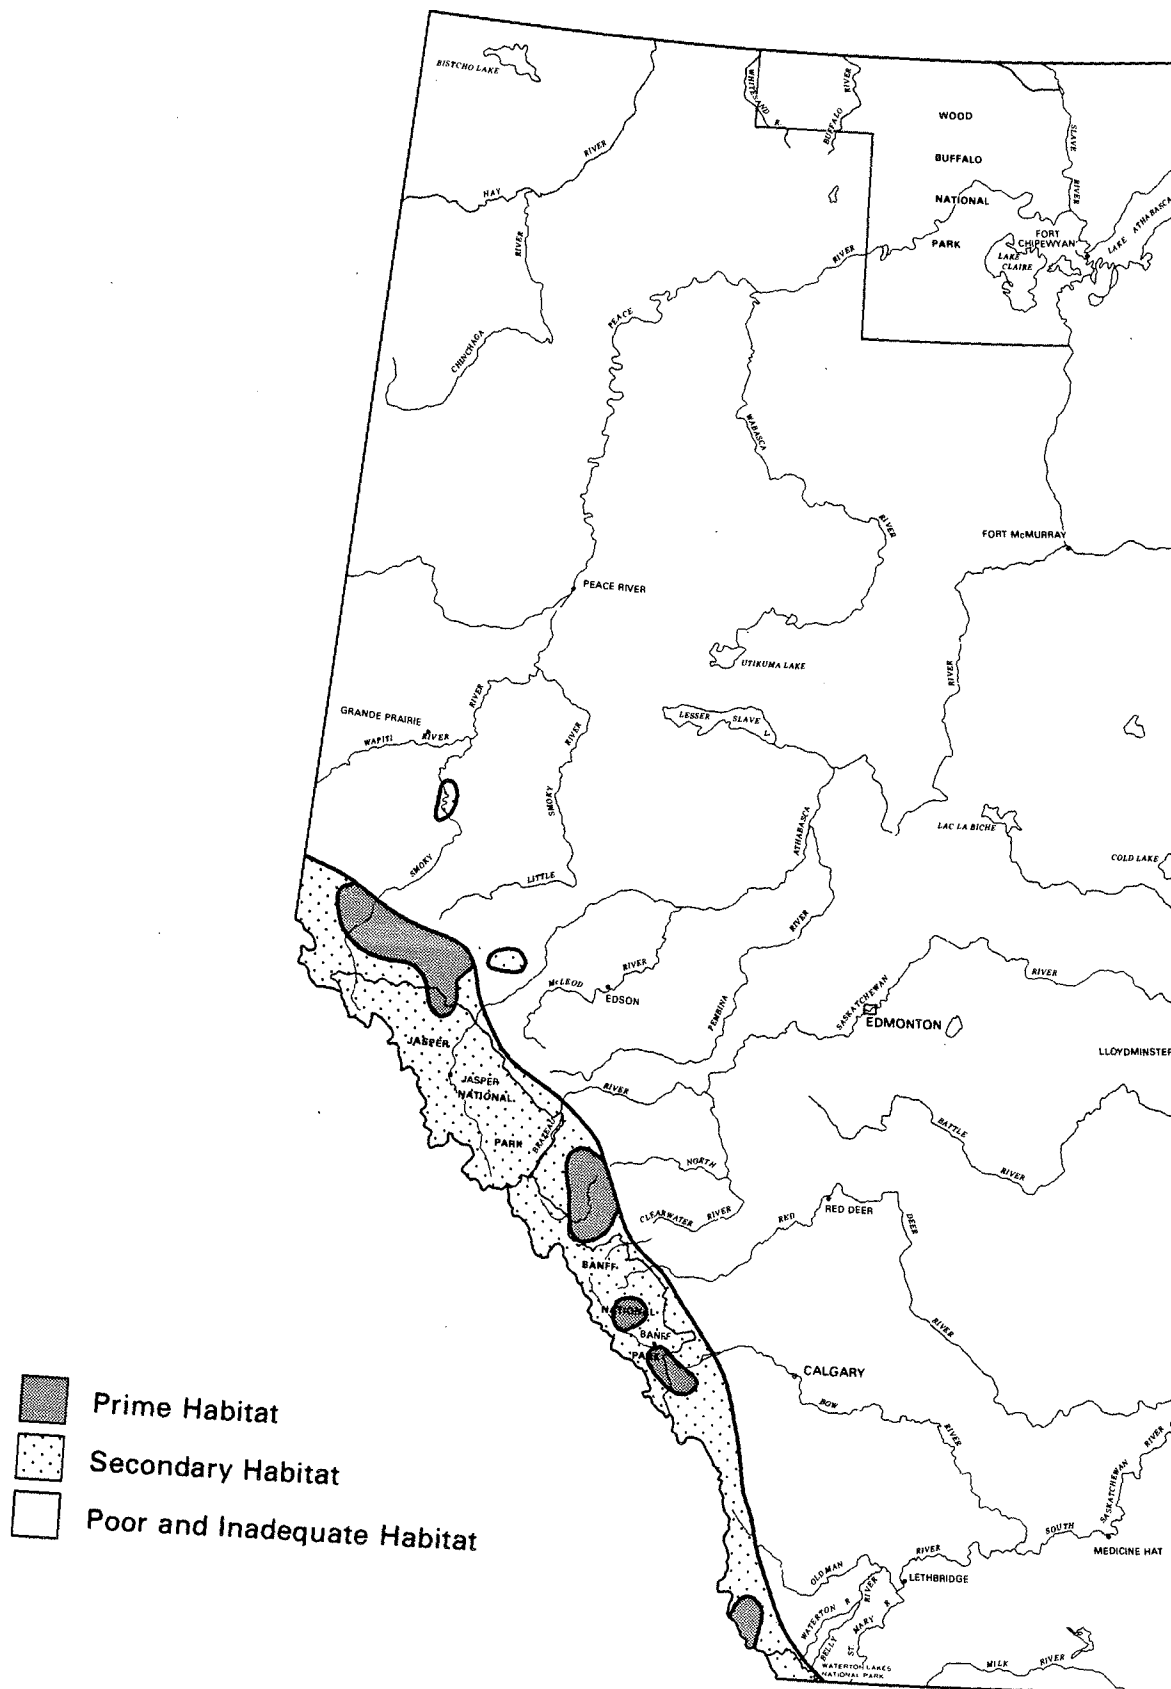 BISTCHO LAKE
WHITESAND R.
BUFFALO RIVER
WOOD
BUFFALO
NATIONAL
PARK
SLAVE RIVER
HAY RIVER
RIVER
CHINCHAGA
PEACE
RIVER
FORT
CHIPEWYAN
LAKE ATHABASCA
LAKE
CLAIRE
WABASCA
RIVER
FORT McMURRAY
PEACE RIVER
UTIKUMA LAKE
RIVER
GRANDE PRAIRIE
RIVER
WAPITI RIVER
RIVER
LESSER SLAVE L.
SMOKY
ATHABASCA
LAC LA BICHE
COLD LAKE
SMOKY
LITTLE
RIVER
McLEOD RIVER
EDSON
PEMBINA
SASKATCHEWAN
RIVER
EDMONTON
LLOYDMINSTER
JASPER
JASPER
NATIONAL
PARK
BRAZEAU
RIVER
BATTLE
RIVER
NORTH
CLEARWATER RIVER
RED
RED DEER
DEER
RIVER
BANFF
NATIONAL
BANFF
PARK
CALGARY
BOW
RIVER
Prime Habitat
Secondary Habitat
Poor and Inadequate Habitat
SOUTH
SASKATCHEWAN
RIVER
MEDICINE HAT
OLDMAN
RIVER
LETHBRIDGE
WATERTON R
BELLY
RIVER
ST. MARY R
WATERTON LAKES
NATIONAL PARK
MILK RIVER